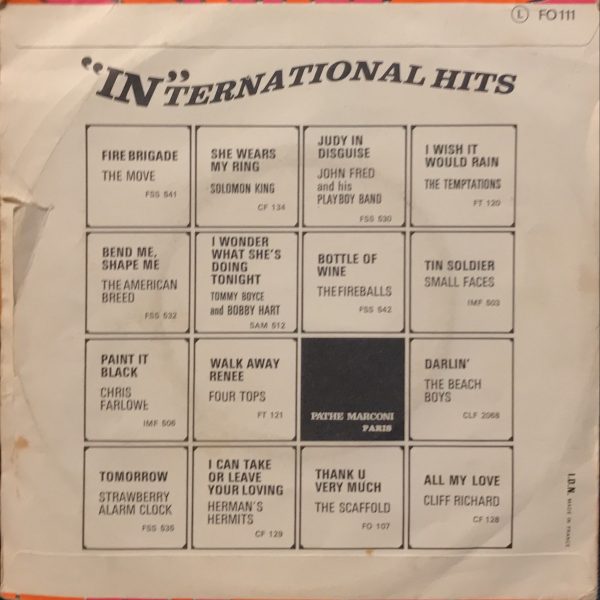 L FO 111
"IN"TERNATIONAL HITS
FIRE BRIGADE
THE MOVE
FSS 541
SHE WEARS
MY RING
SOLOMON KING
CF 134
JUDY IN
DISGUISE
JOHN FRED
and his
PLAYBOY BAND
FSS 530
I WISH IT
WOULD RAIN
THE TEMPTATIONS
FT 120
BEND ME,
SHAPE ME
THE AMERICAN
BREED
FSS 532
I WONDER
WHAT SHE'S
DOING
TONIGHT
TOMMY BOYCE
and BOBBY HART
SAM 512
BOTTLE OF
WINE
THE FIREBALLS
FSS 542
TIN SOLDIER
SMALL FACES
IMF 503
PAINT IT
BLACK
CHRIS
FARLOWE
IMF 506
WALK AWAY
RENEE
FOUR TOPS
FT 121
PATHE MARCONI
PARIS
DARLIN'
THE BEACH
BOYS
CLF 2068
TOMORROW
STRAWBERRY
ALARM CLOCK
FSS 535
I CAN TAKE
OR LEAVE
YOUR LOVING
HERMAN'S
HERMITS
CF 129
THANK U
VERY MUCH
THE SCAFFOLD
FO 107
ALL MY LOVE
CLIFF RICHARD
CF 128
I.D.N. MADE IN FRANCE